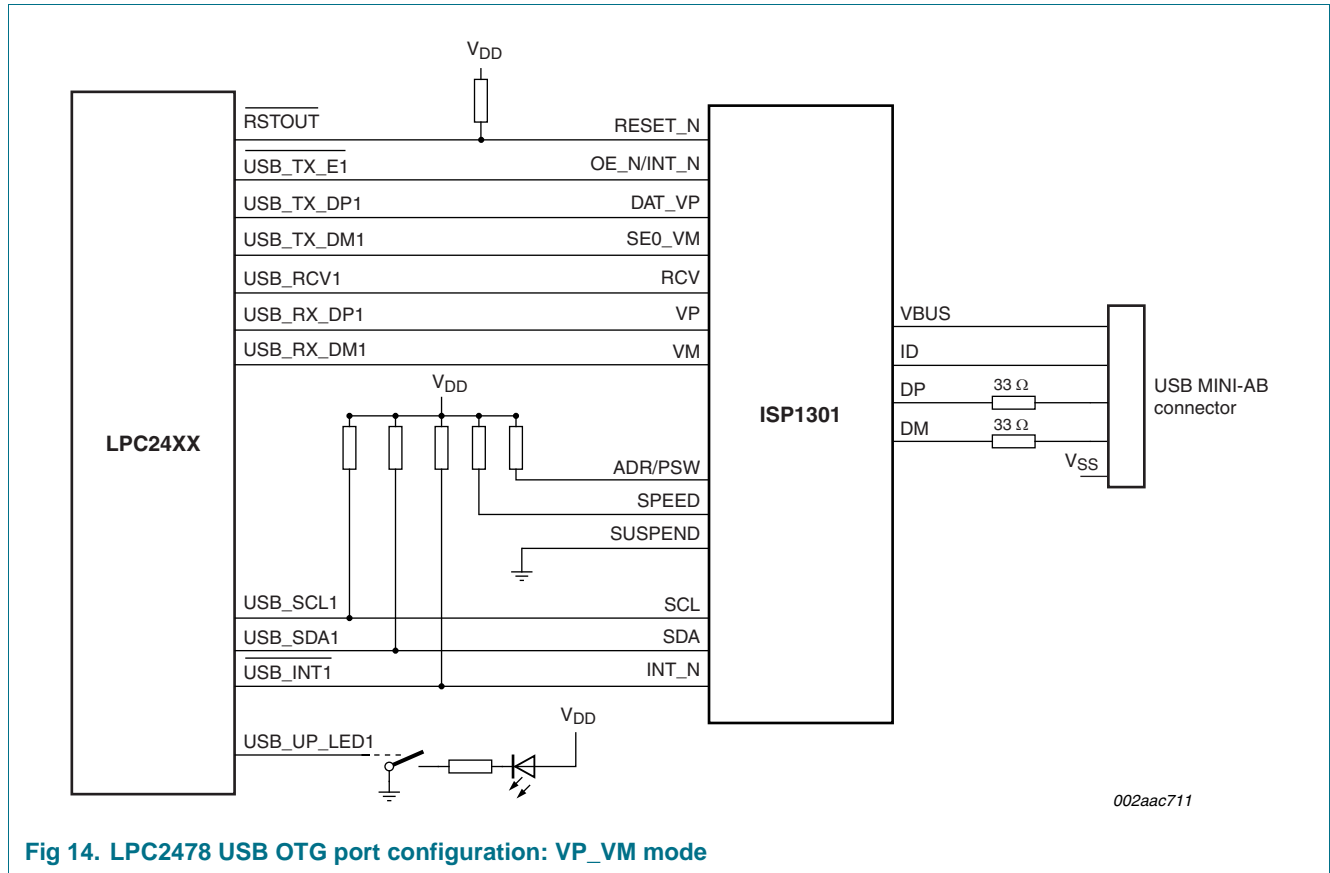 VDD
RSTOUT
RESET_N
USB_TX_E1
OE_N/INT_N
USB_TX_DP1
DAT_VP
USB_TX_DM1
SE0_VM
USB_RCV1
RCV
USB_RX_DP1
VP
USB_RX_DM1
VM
VBUS
ID
DP
33 Ω
DM
33 Ω
VSS
USB MINI-AB
connector
VDD
LPC24XX
ISP1301
ADR/PSW
SPEED
SUSPEND
USB_SCL1
SCL
USB_SDA1
SDA
USB_INT1
INT_N
VDD
USB_UP_LED1
002aac711
Fig 14. LPC2478 USB OTG port configuration: VP_VM mode